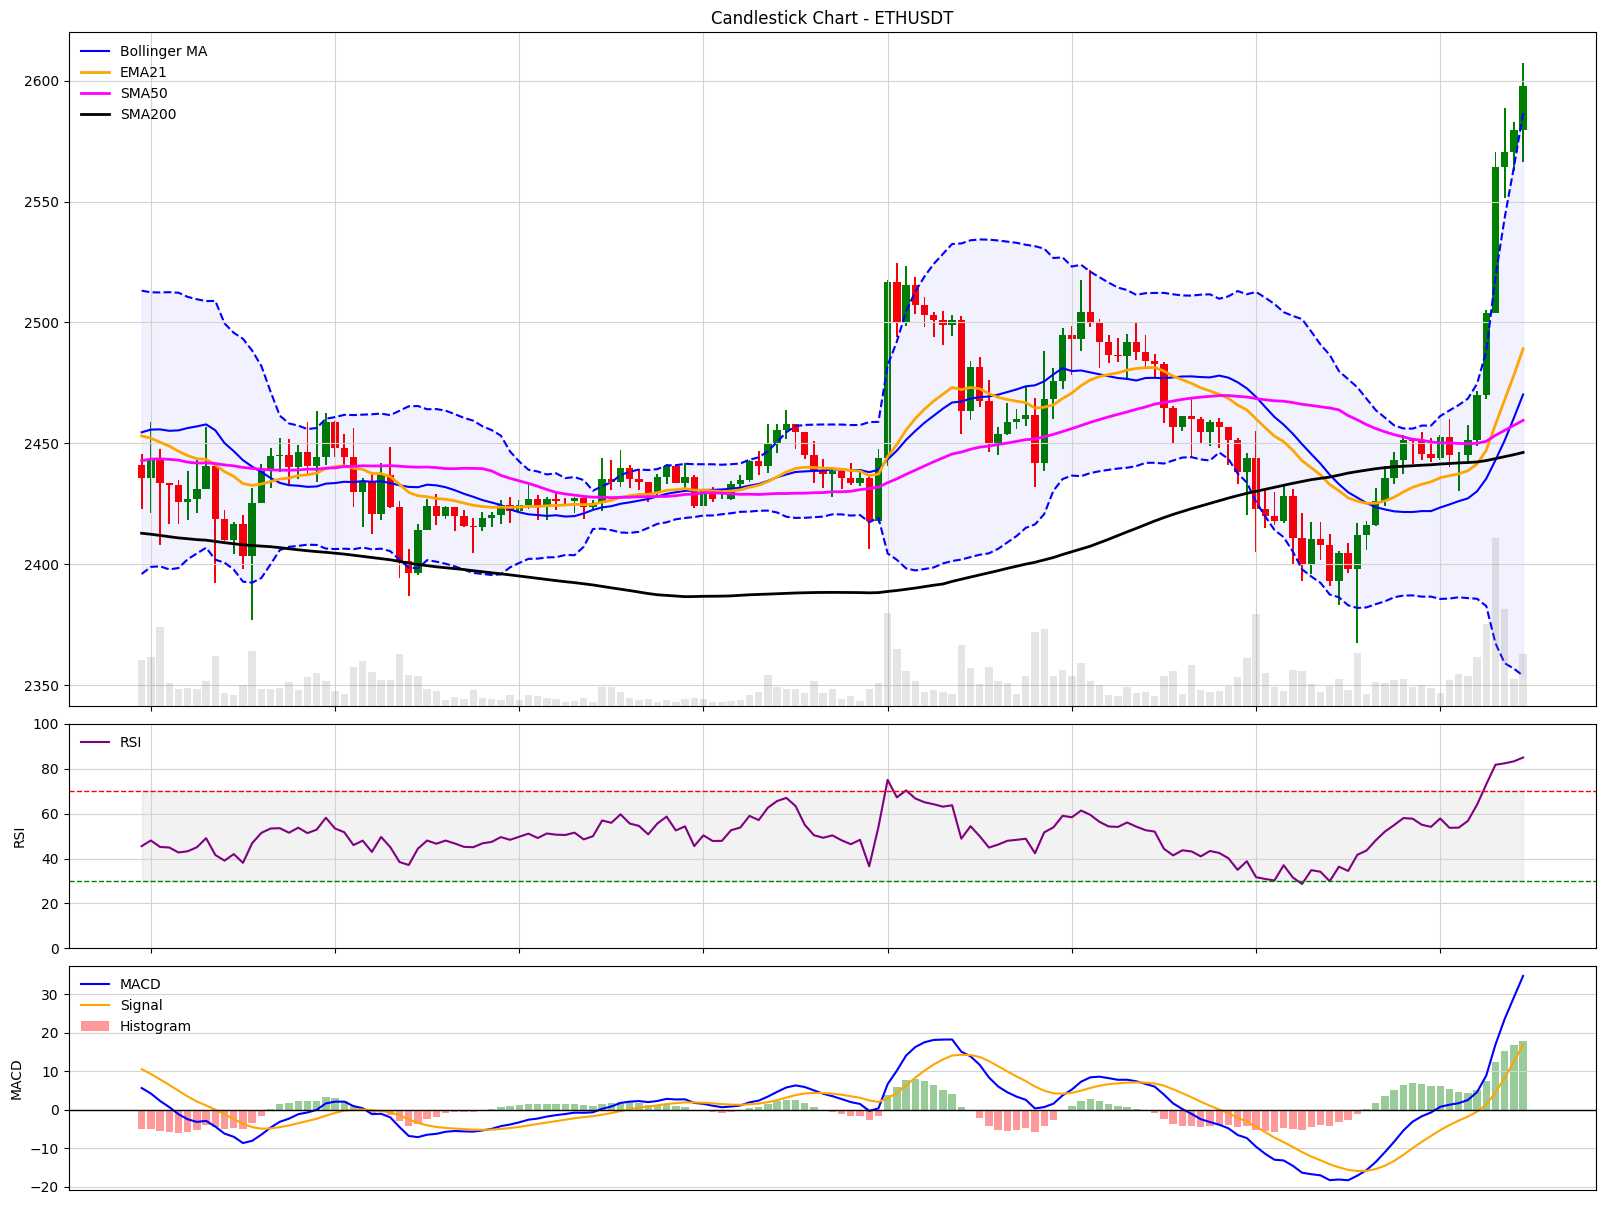 Candlestick Chart - ETHUSDT
Bollinger MA
EMA21
SMA50
SMA200
2600
2550
2500
2450
2400
2350
RSI
RSI
100
80
60
40
20
0
MACD
Signal
Histogram
MACD
30
20
10
0
−10
−20